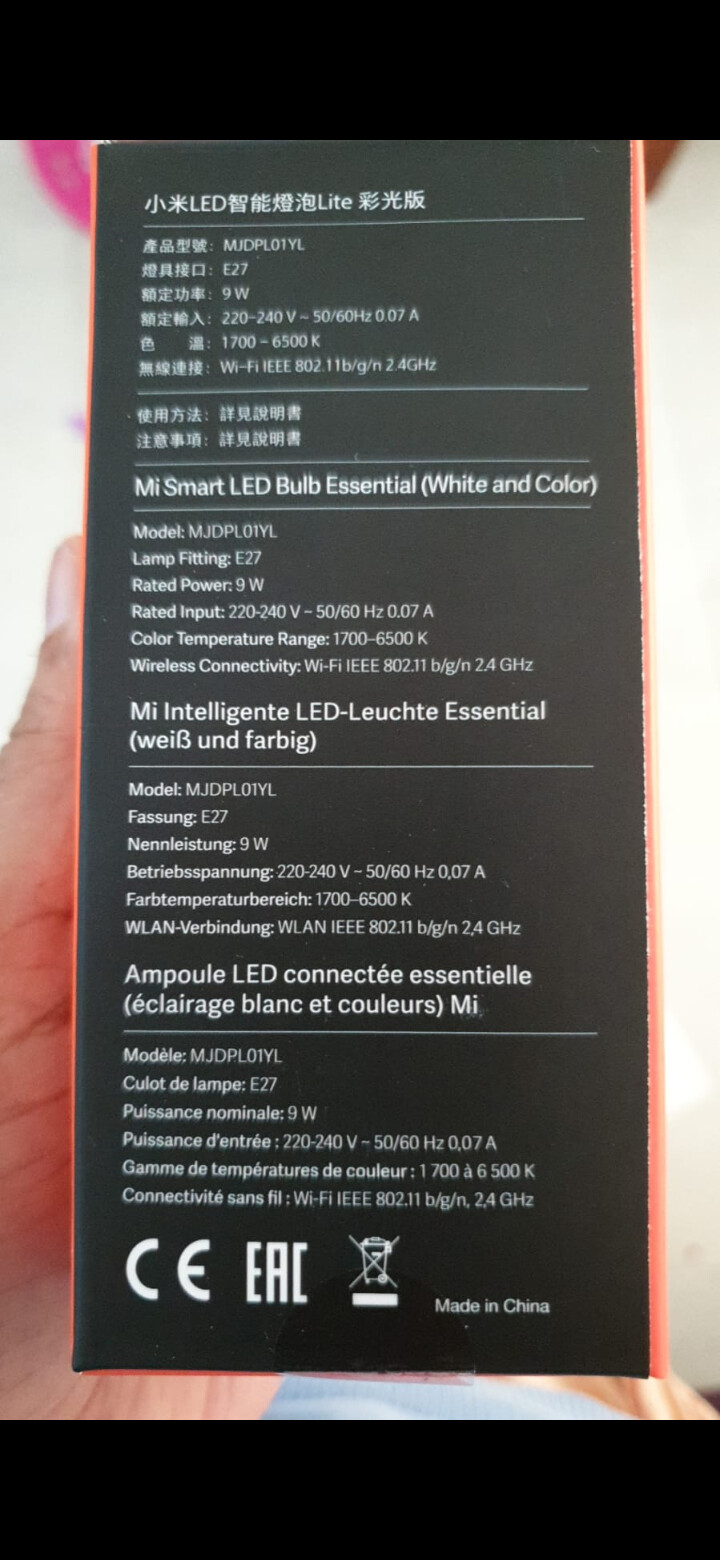 小米LED智能燈泡Lite 彩光版
產品型號： MJDPL01YL
燈具接口： E27
額定功率： 9 W
額定輸入： 220–240 V ~ 50/60Hz 0.07 A
色 溫： 1700 – 6500 K
無線連接： Wi-Fi IEEE 802.11b/g/n 2.4GHz
使用方法： 詳見說明書
注意事項： 詳見說明書
Mi Smart LED Bulb Essential (White and Color)
Model: MJDPL01YL
Lamp Fitting: E27
Rated Power: 9 W
Rated Input: 220-240 V ~ 50/60 Hz 0.07 A
Color Temperature Range: 1700–6500 K
Wireless Connectivity: Wi-Fi IEEE 802.11 b/g/n 2.4 GHz
Mi Intelligente LED-Leuchte Essential
(weiß und farbig)
Model: MJDPL01YL
Fassung: E27
Nennleistung: 9 W
Betriebsspannung: 220-240 V ~ 50/60 Hz 0,07 A
Farbtemperaturbereich: 1700–6500 K
WLAN-Verbindung: WLAN IEEE 802.11 b/g/n 2,4 GHz
Ampoule LED connectée essentielle
(éclairage blanc et couleurs) Mi
Modèle: MJDPL01YL
Culot de lampe: E27
Puissance nominale: 9 W
Puissance d'entrée : 220-240 V ~ 50/60 Hz 0,07 A
Gamme de températures de couleur : 1 700 à 6 500 K
Connectivité sans fil : Wi-Fi IEEE 802.11 b/g/n, 2,4 GHz
CE EAC
Made in China